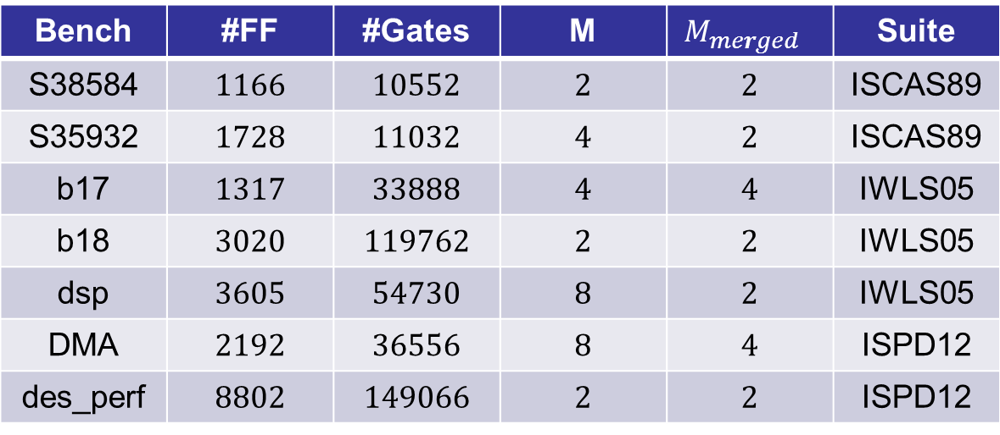 Bench #FF #Gates M M_merged Suite
S38584 1166 10552 2 2 ISCAS89
S35932 1728 11032 4 2 ISCAS89
b17 1317 33888 4 4 IWLS05
b18 3020 119762 2 2 IWLS05
dsp 3605 54730 8 2 IWLS05
DMA 2192 36556 8 4 ISPD12
des_perf 8802 149066 2 2 ISPD12